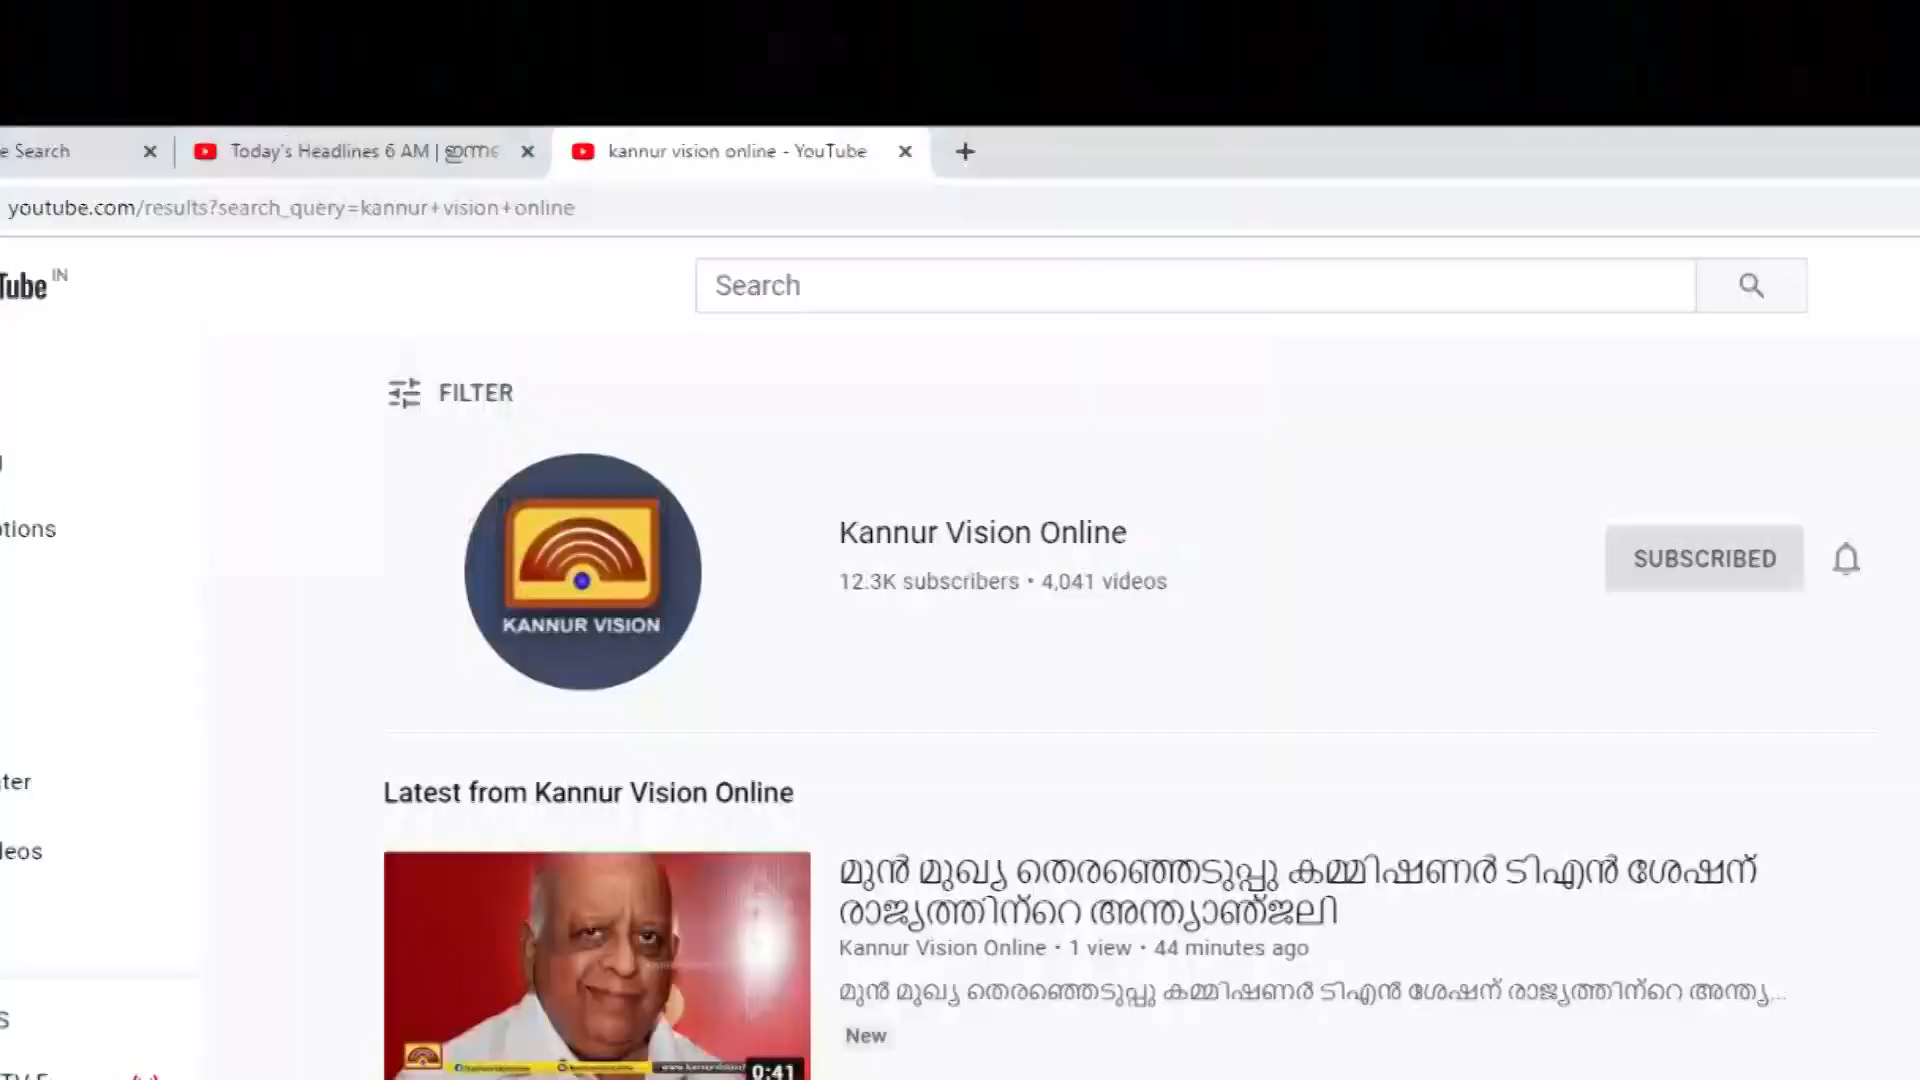 e Search
Today's Headlines 6 AM | ഇന്നത്
kannur vision online - YouTube
youtube.com/results?search_query=kannur+vision+online
Tube IN
Search
FILTER
KANNUR VISION
Kannur Vision Online
12.3K subscribers • 4,041 videos
SUBSCRIBED
Latest from Kannur Vision Online
മുൻ മുഖ്യ തെരഞ്ഞെടുപ്പു കമ്മിഷണർ ടിഎൻ ശേഷന്
രാജ്യത്തിന്റെ അന്ത്യാഞ്ജലി
Kannur Vision Online • 1 view • 44 minutes ago
മുൻ മുഖ്യ തെരഞ്ഞെടുപ്പു കമ്മിഷണർ ടിഎൻ ശേഷന് രാജ്യത്തിന്റെ അന്ത്യ...
New
0:41